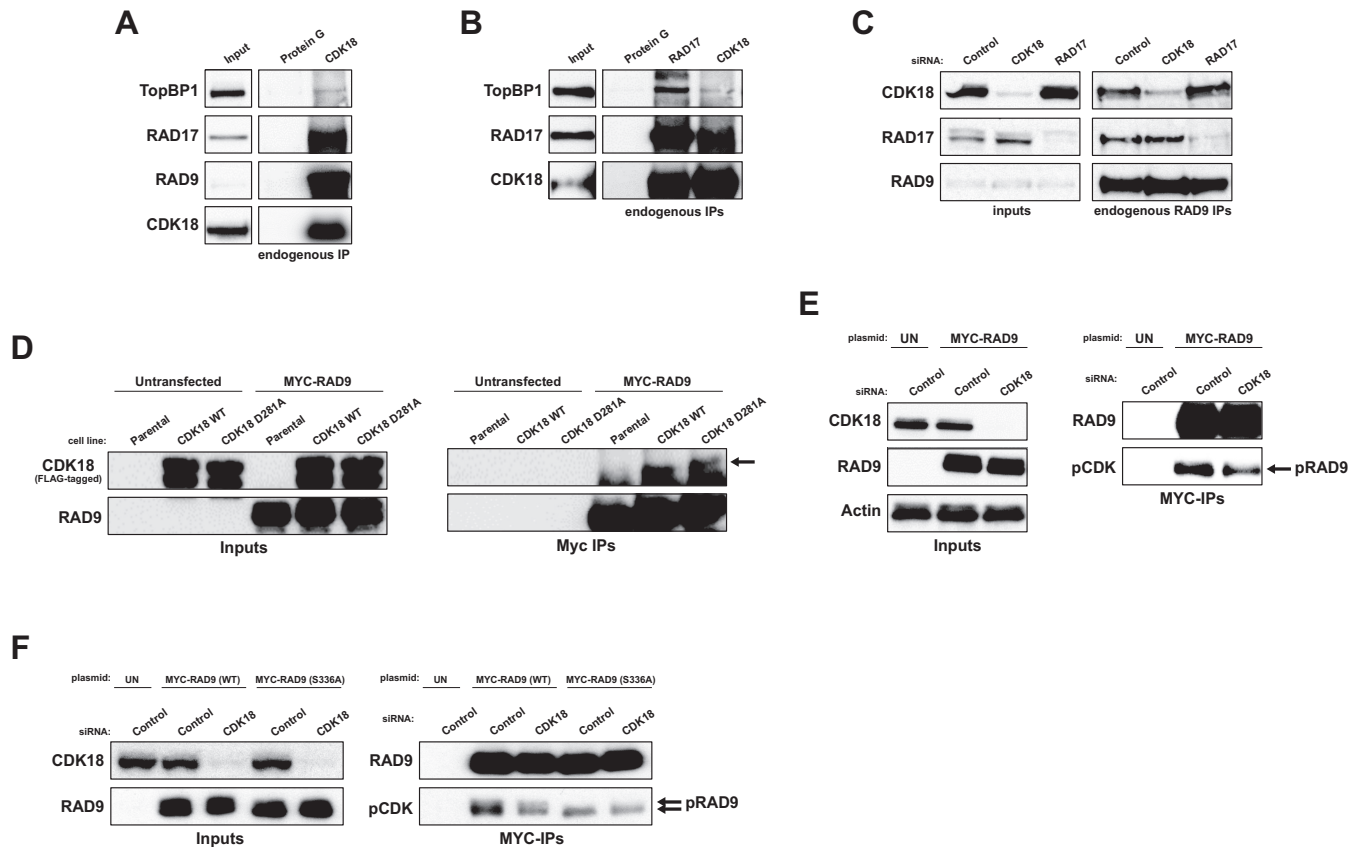 A
Input
Protein G
CDK18
TopBP1
RAD17
RAD9
CDK18
endogenous IP
B
Input
Protein G
RAD17
CDK18
TopBP1
RAD17
CDK18
endogenous IPs
C
siRNA: Control CDK18 RAD17 Control CDK18 RAD17
CDK18
RAD17
RAD9
inputs endogenous RAD9 IPs
D
Untransfected MYC-RAD9 Untransfected MYC-RAD9
cell line: Parental CDK18 WT CDK18 D281A Parental CDK18 WT CDK18 D281A Parental CDK18 WT CDK18 D281A Parental CDK18 WT CDK18 D281A
CDK18
(FLAG-tagged)
RAD9
Inputs Myc IPs
E
plasmid: UN MYC-RAD9 plasmid: UN MYC-RAD9
siRNA: Control Control CDK18 siRNA: Control Control CDK18
CDK18 RAD9
RAD9 pCDK pRAD9
Actin MYC-IPs
Inputs
F
plasmid: UN MYC-RAD9 (WT) MYC-RAD9 (S336A) plasmid: UN MYC-RAD9 (WT) MYC-RAD9 (S336A)
siRNA: Control Control CDK18 Control CDK18 siRNA: Control Control CDK18 Control CDK18
CDK18 RAD9
RAD9 pCDK pRAD9
Inputs MYC-IPs